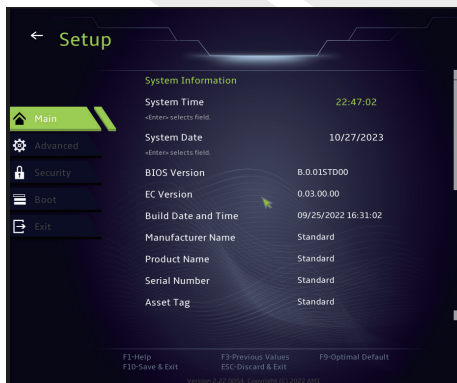 Setup
System Information
System Time 22:47:02
<Enter> selects field.
Main
System Date 10/27/2023
Advanced
<Enter> selects field.
Security
BIOS Version B.0.01STD00
Boot
EC Version 0.03.00.00
Exit
Build Date and Time 09/25/2022 16:31:02
Manufacturer Name Standard
Product Name Standard
Serial Number Standard
Asset Tag Standard
F1-Help F3-Previous Values F9-Optimal Default
F10-Save & Exit ESC-Discard & Exit